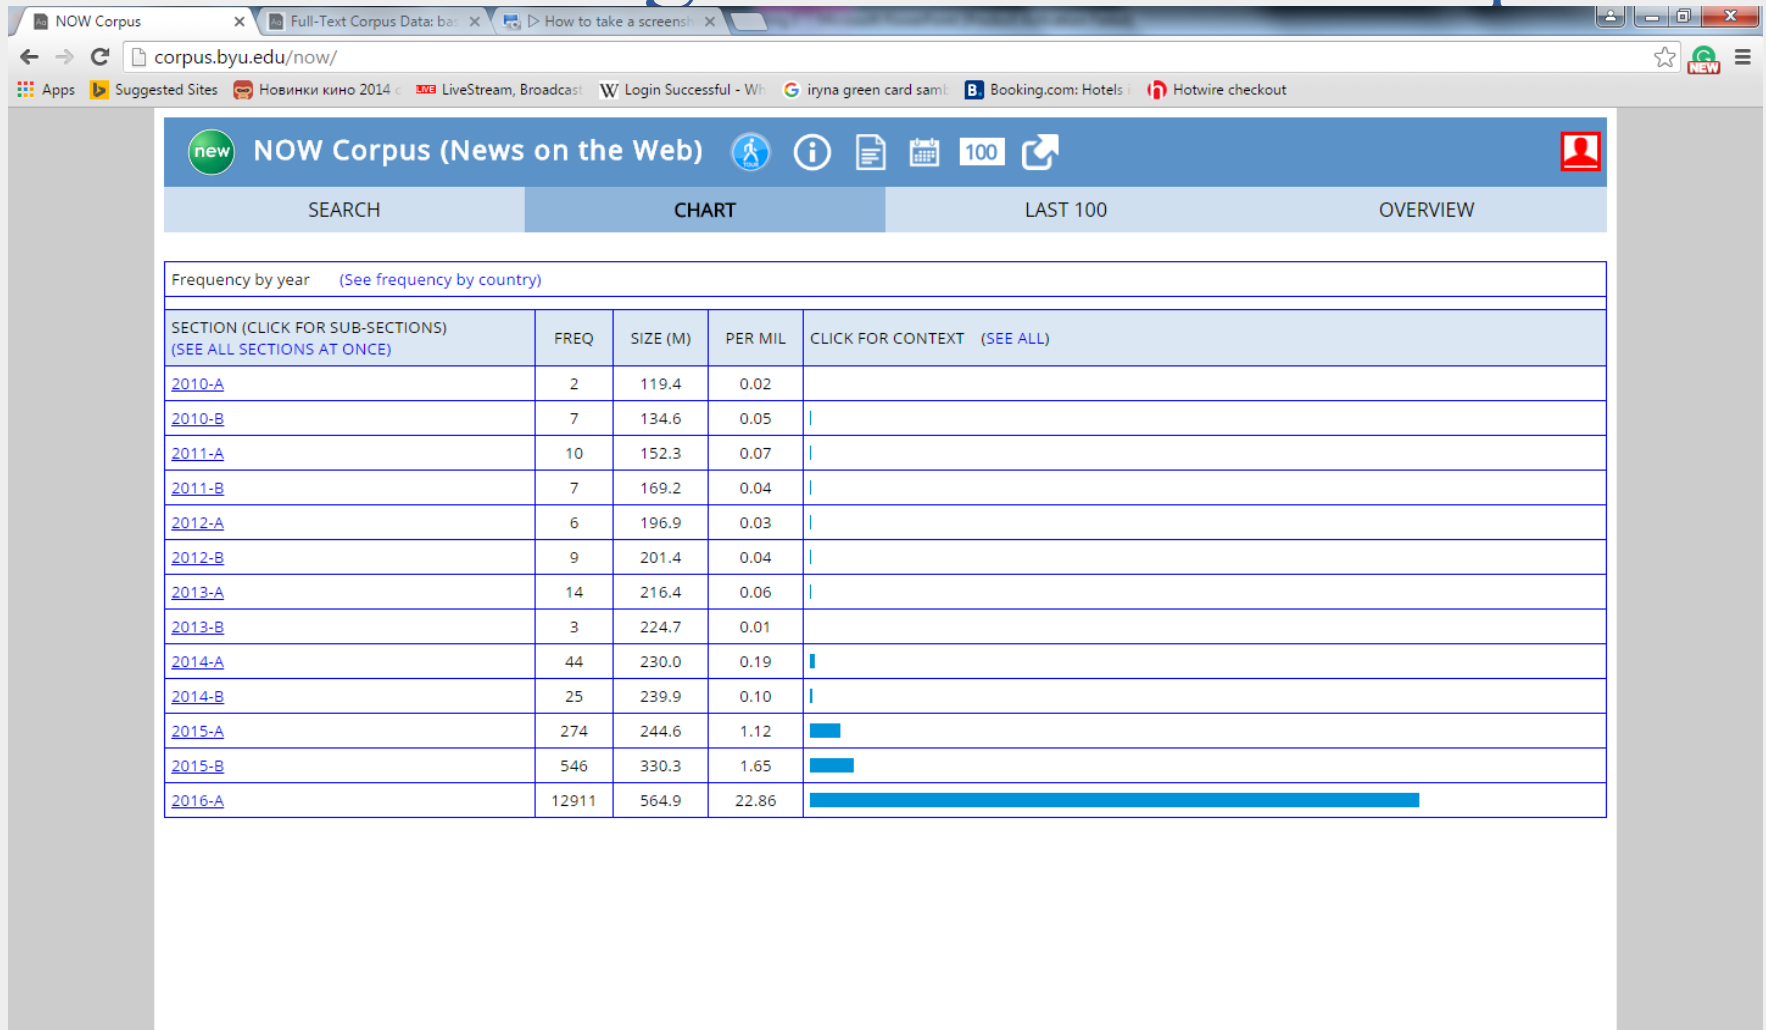 NOW Corpus
Full-Text Corpus Data: bas
▷ How to take a screensh
corpus.byu.edu/now/
NEW
Apps Suggested Sites Новинки кино 2014 LIVE LiveStream, Broadcast W Login Successful - Wh G iryna green card samb B. Booking.com: Hotels Hotwire checkout
new NOW Corpus (News on the Web) TOUR 100
SEARCH CHART LAST 100 OVERVIEW
Frequency by year (See frequency by country)
SECTION (CLICK FOR SUB-SECTIONS)
(SEE ALL SECTIONS AT ONCE)
FREQ SIZE (M) PER MIL CLICK FOR CONTEXT (SEE ALL)
2010-A 2 119.4 0.02
2010-B 7 134.6 0.05
2011-A 10 152.3 0.07
2011-B 7 169.2 0.04
2012-A 6 196.9 0.03
2012-B 9 201.4 0.04
2013-A 14 216.4 0.06
2013-B 3 224.7 0.01
2014-A 44 230.0 0.19
2014-B 25 239.9 0.10
2015-A 274 244.6 1.12
2015-B 546 330.3 1.65
2016-A 12911 564.9 22.86